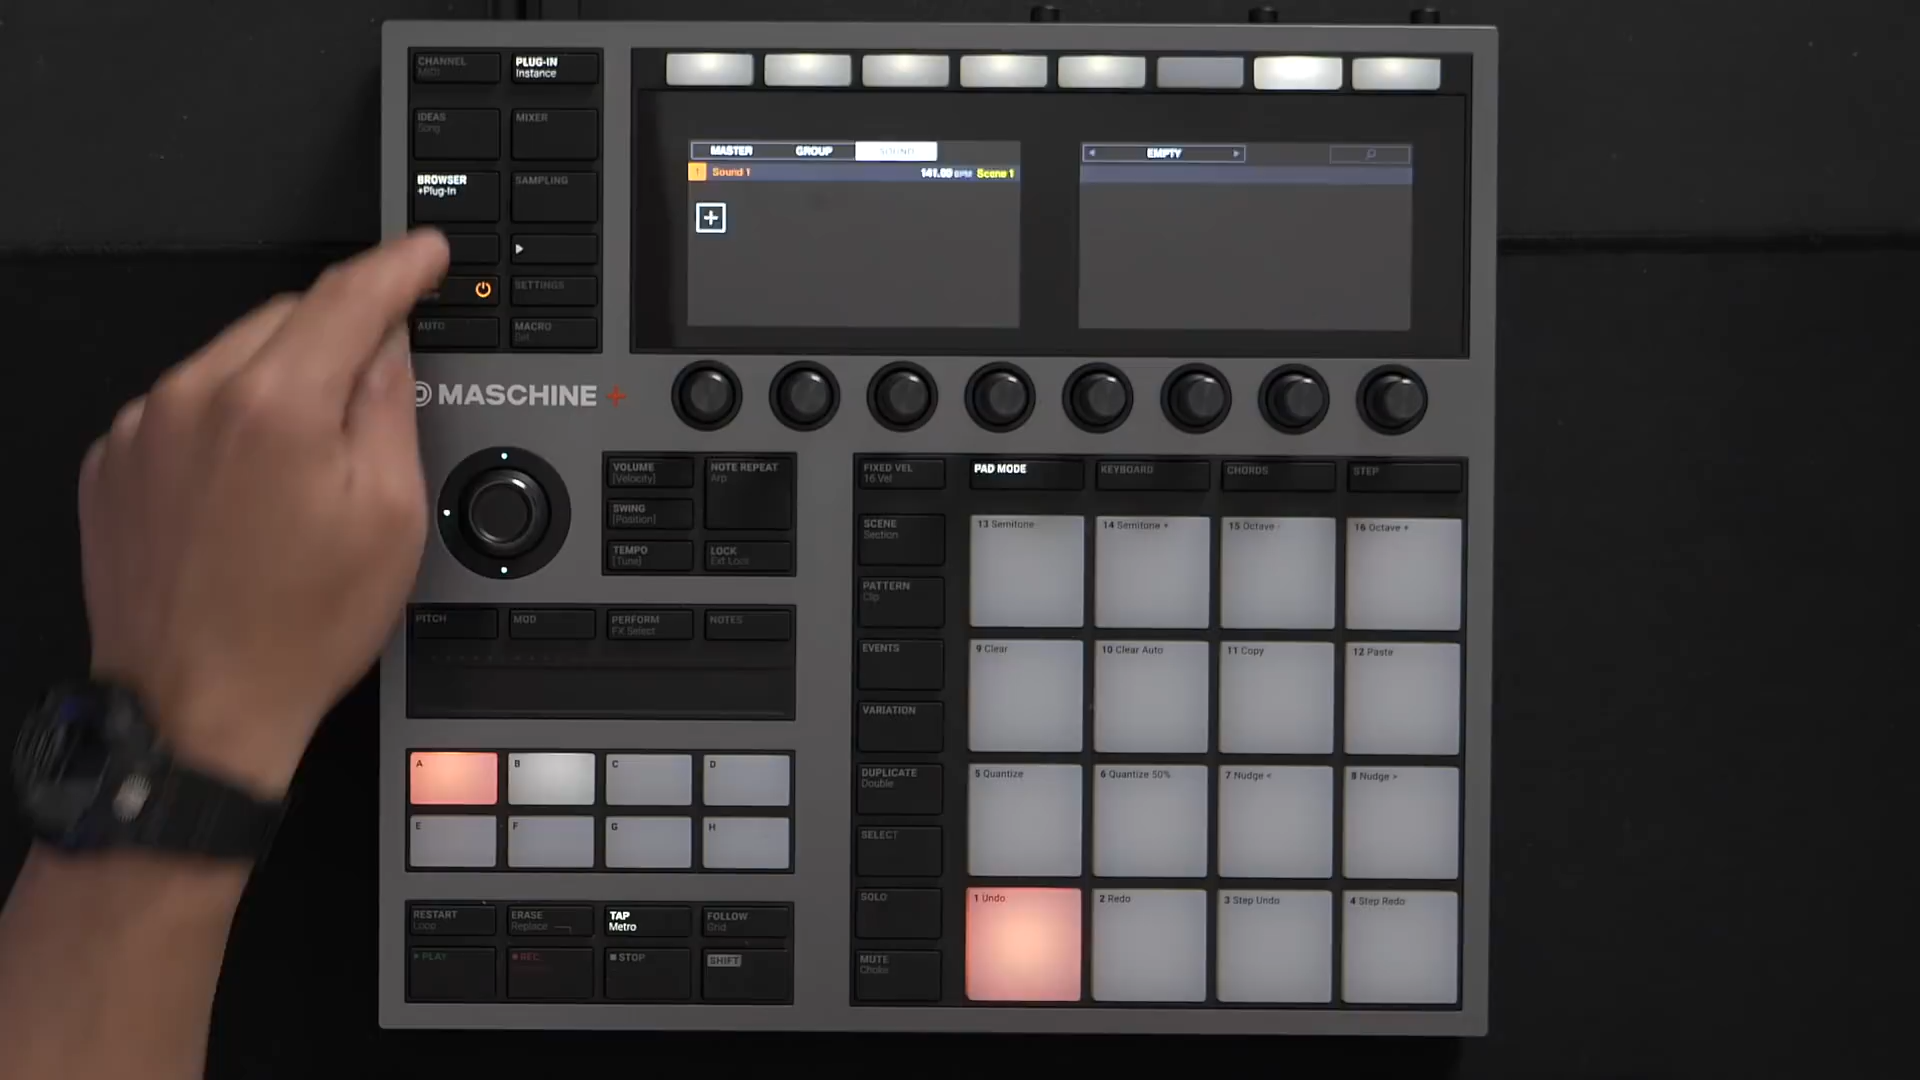 CHANNEL
MIDI
PLUG-IN
Instance
IDEAS
Song
MIXER
BROWSER
+Plug-In
SAMPLING
SETTINGS
AUTO
MACRO
Set
MASTER
GROUP
SOUND
1 Sound 1
141.00 BPM Scene 1
EMPTY
MASCHINE +
VOLUME
[Velocity]
NOTE REPEAT
Arp
SWING
[Position]
TEMPO
[Tune]
LOCK
Ext Lock
FIXED VEL
16 Vel
PAD MODE
KEYBOARD
CHORDS
STEP
SCENE
Section
PATTERN
Clip
EVENTS
VARIATION
DUPLICATE
Double
SELECT
SOLO
MUTE
Choke
13 Semitone -
14 Semitone +
15 Octave -
16 Octave +
9 Clear
10 Clear Auto
11 Copy
12 Paste
5 Quantize
6 Quantize 50%
7 Nudge <
8 Nudge >
1 Undo
2 Redo
3 Step Undo
4 Step Redo
PITCH
MOD
PERFORM
FX Select
NOTES
A
B
C
D
E
F
G
H
RESTART
Loop
ERASE
Replace
TAP
Metro
FOLLOW
Grid
PLAY
REC
STOP
SHIFT